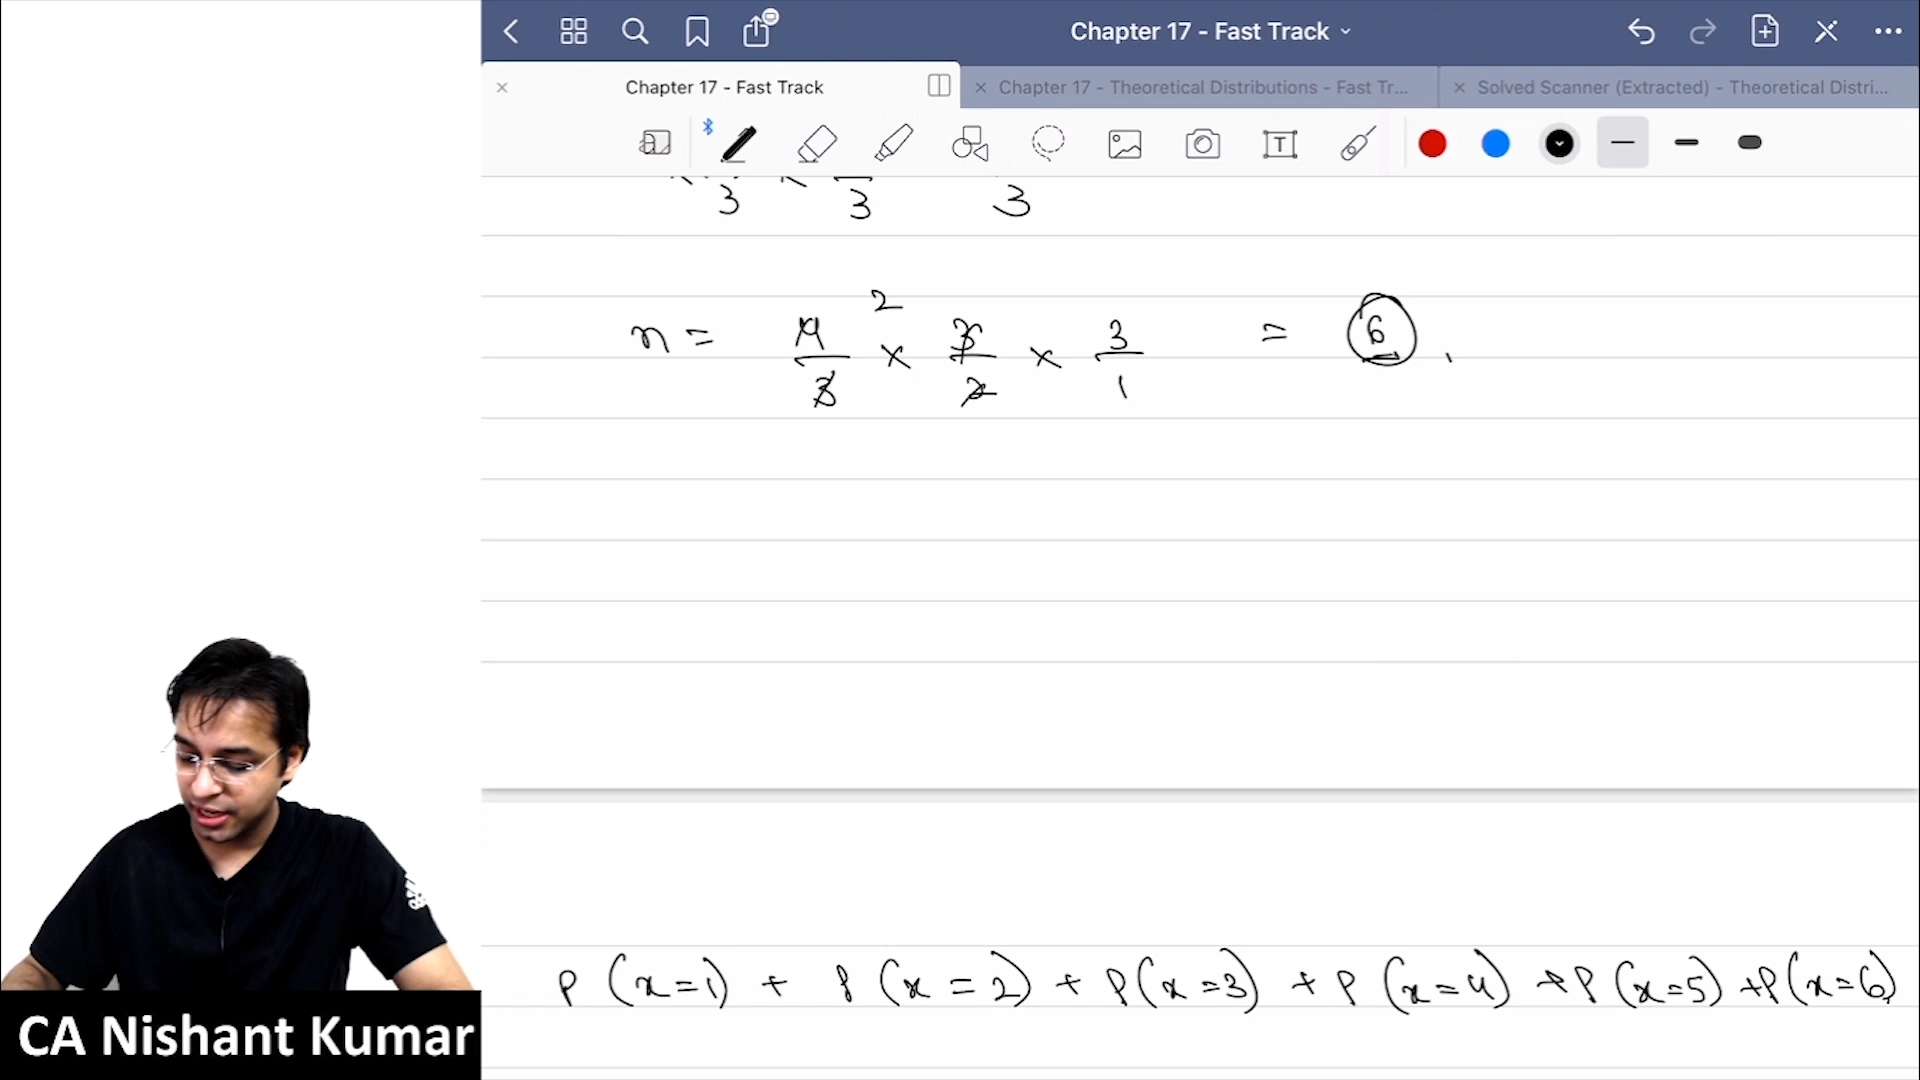 Chapter 17 - Fast Track
Chapter 17 - Fast Track
Chapter 17 - Theoretical Distributions - Fast Tr...
Solved Scanner (Extracted) - Theoretical Distri...
3 3 3
2
n = 4/3 × 3/2 × 3/1 = 6
P (x=1) + P (x=2) + P(x=3) + P (x=4) + P (x=5) + P(x=6)
adidas
CA Nishant Kumar